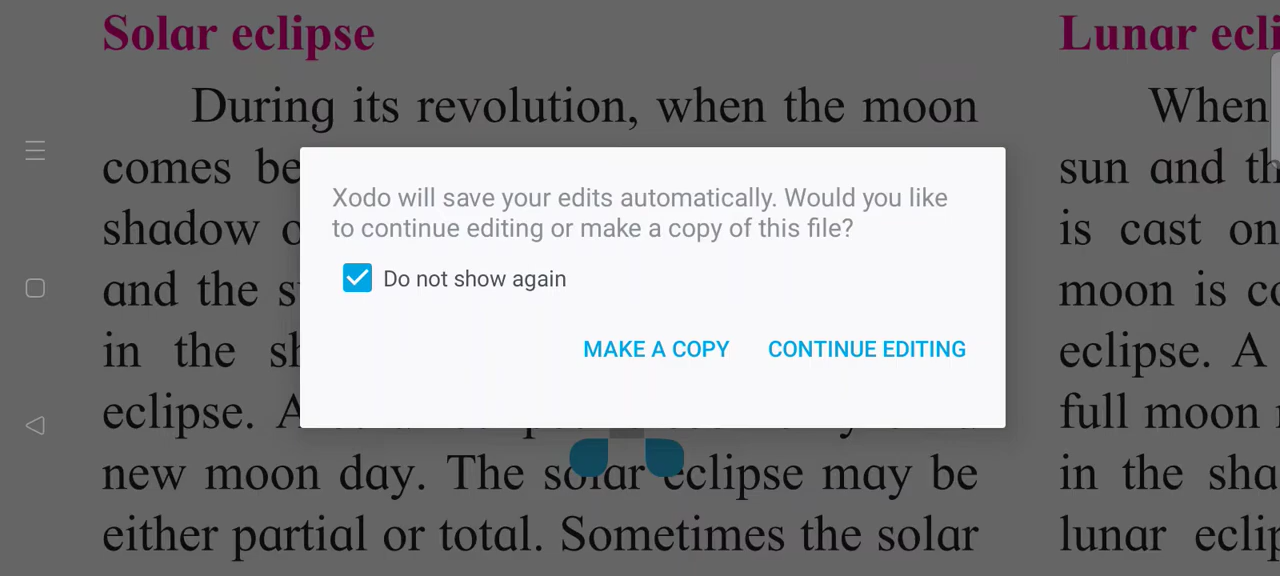 Solar eclipse
During its revolution, when the moon
comes be
shadow
and the s
in the sh
eclipse. A
new moon day. The solar eclipse may be
either partial or total. Sometimes the solar
Xodo will save your edits automatically. Would you like
to continue editing or make a copy of this file?
Do not show again
MAKE A COPY CONTINUE EDITING
Lunar ecli
When
sun and th
is cast on
moon is co
eclipse. A
full moon
in the sha
lunar eclip